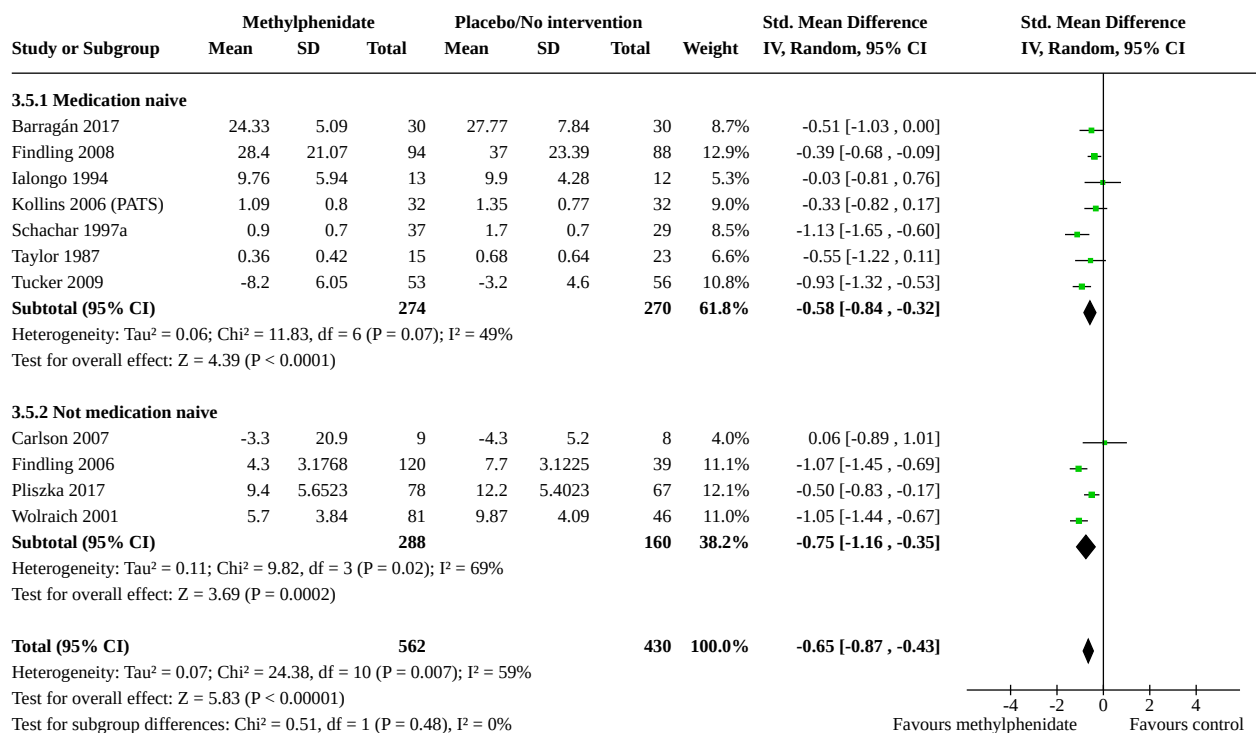 Methylphenidate Placebo/No intervention Std. Mean Difference Std. Mean Difference
Study or Subgroup Mean SD Total Mean SD Total Weight IV, Random, 95% CI IV, Random, 95% CI
3.5.1 Medication naive
Barragán 2017 24.33 5.09 30 27.77 7.84 30 8.7% -0.51 [-1.03 , 0.00]
Findling 2008 28.4 21.07 94 37 23.39 88 12.9% -0.39 [-0.68 , -0.09]
Ialongo 1994 9.76 5.94 13 9.9 4.28 12 5.3% -0.03 [-0.81 , 0.76]
Kollins 2006 (PATS) 1.09 0.8 32 1.35 0.77 32 9.0% -0.33 [-0.82 , 0.17]
Schachar 1997a 0.9 0.7 37 1.7 0.7 29 8.5% -1.13 [-1.65 , -0.60]
Taylor 1987 0.36 0.42 15 0.68 0.64 23 6.6% -0.55 [-1.22 , 0.11]
Tucker 2009 -8.2 6.05 53 -3.2 4.6 56 10.8% -0.93 [-1.32 , -0.53]
Subtotal (95% CI) 274 270 61.8% -0.58 [-0.84 , -0.32]
Heterogeneity: Tau² = 0.06; Chi² = 11.83, df = 6 (P = 0.07); I² = 49%
Test for overall effect: Z = 4.39 (P < 0.0001)
3.5.2 Not medication naive
Carlson 2007 -3.3 20.9 9 -4.3 5.2 8 4.0% 0.06 [-0.89 , 1.01]
Findling 2006 4.3 3.1768 120 7.7 3.1225 39 11.1% -1.07 [-1.45 , -0.69]
Pliszka 2017 9.4 5.6523 78 12.2 5.4023 67 12.1% -0.50 [-0.83 , -0.17]
Wolraich 2001 5.7 3.84 81 9.87 4.09 46 11.0% -1.05 [-1.44 , -0.67]
Subtotal (95% CI) 288 160 38.2% -0.75 [-1.16 , -0.35]
Heterogeneity: Tau² = 0.11; Chi² = 9.82, df = 3 (P = 0.02); I² = 69%
Test for overall effect: Z = 3.69 (P = 0.0002)
Total (95% CI) 562 430 100.0% -0.65 [-0.87 , -0.43]
Heterogeneity: Tau² = 0.07; Chi² = 24.38, df = 10 (P = 0.007); I² = 59%
Test for overall effect: Z = 5.83 (P < 0.00001)
-4 -2 0 2 4
Test for subgroup differences: Chi² = 0.51, df = 1 (P = 0.48), I² = 0% Favours methylphenidate Favours control